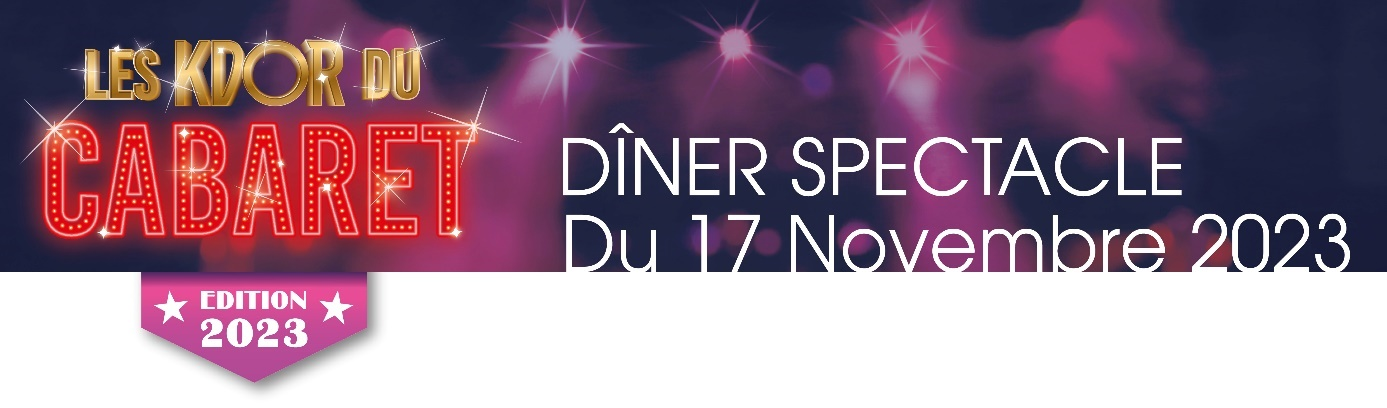 LES KDOR DU
CABARET
DÎNER SPECTACLE
Du 17 Novembre 2023
EDITION
2023